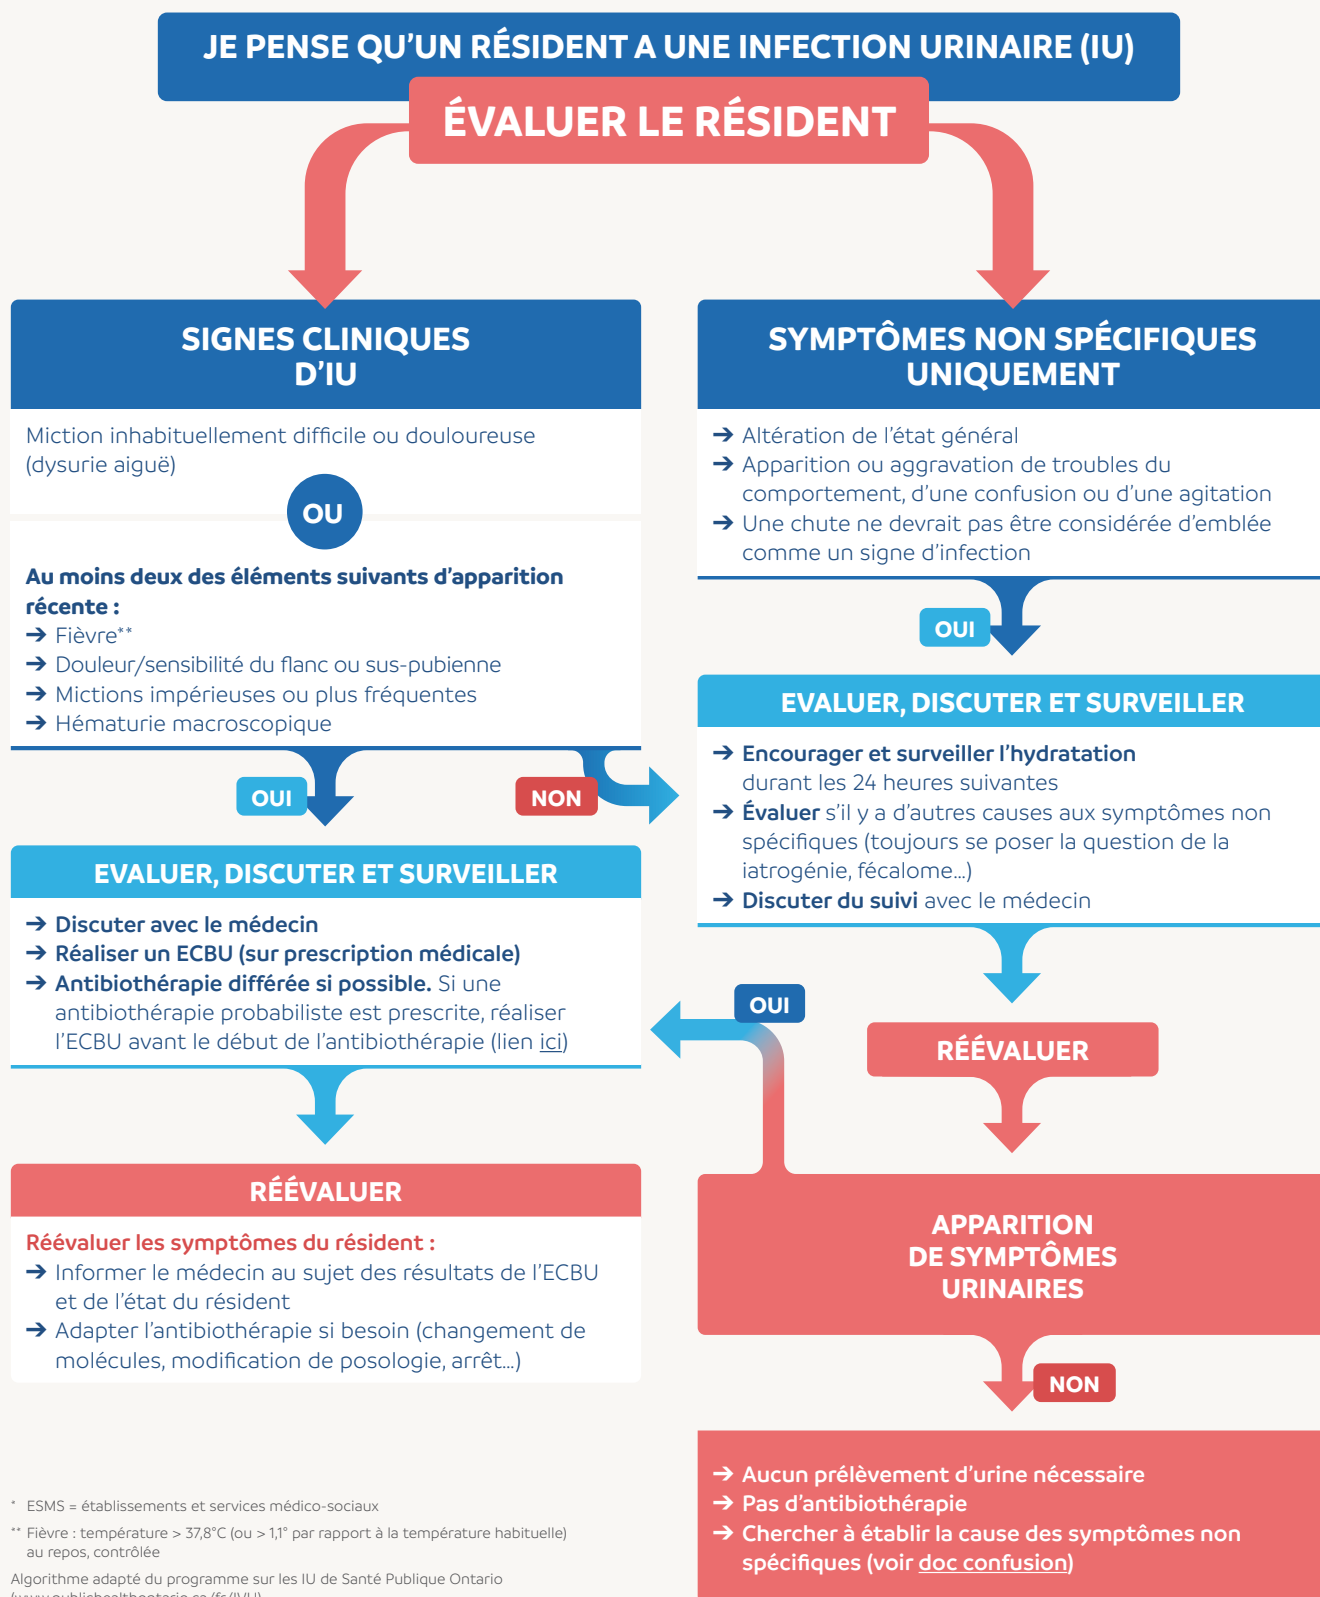 JE PENSE QU'UN RÉSIDENT A UNE INFECTION URINAIRE (IU)
ÉVALUER LE RÉSIDENT
SIGNES CLINIQUES
D'IU
Miction inhabituellement difficile ou douloureuse
(dysurie aiguë)
OU
Au moins deux des éléments suivants d'apparition
récente :
➔ Fièvre**
➔ Douleur/sensibilité du flanc ou sus-pubienne
➔ Mictions impérieuses ou plus fréquentes
➔ Hématurie macroscopique
OUI
NON
EVALUER, DISCUTER ET SURVEILLER
➔ Discuter avec le médecin
➔ Réaliser un ECBU (sur prescription médicale)
➔ Antibiothérapie différée si possible. Si une
antibiothérapie probabiliste est prescrite, réaliser
l'ECBU avant le début de l'antibiothérapie (lien ici)
RÉÉVALUER
Réévaluer les symptômes du résident :
➔ Informer le médecin au sujet des résultats de l'ECBU
et de l'état du résident
➔ Adapter l'antibiothérapie si besoin (changement de
molécules, modification de posologie, arrêt...)
SYMPTÔMES NON SPÉCIFIQUES
UNIQUEMENT
➔ Altération de l'état général
➔ Apparition ou aggravation de troubles du
comportement, d'une confusion ou d'une agitation
➔ Une chute ne devrait pas être considérée d'emblée
comme un signe d'infection
OUI
EVALUER, DISCUTER ET SURVEILLER
➔ Encourager et surveiller l'hydratation
durant les 24 heures suivantes
➔ Évaluer s'il y a d'autres causes aux symptômes non
spécifiques (toujours se poser la question de la
iatrogénie, fécalome...)
➔ Discuter du suivi avec le médecin
OUI
RÉÉVALUER
APPARITION
DE SYMPTÔMES
URINAIRES
NON
➔ Aucun prélèvement d'urine nécessaire
➔ Pas d'antibiothérapie
➔ Chercher à établir la cause des symptômes non
spécifiques (voir doc confusion)
* ESMS = établissements et services médico-sociaux
** Fièvre : température > 37,8°C (ou > 1,1° par rapport à la température habituelle)
au repos, contrôlée
Algorithme adapté du programme sur les IU de Santé Publique Ontario